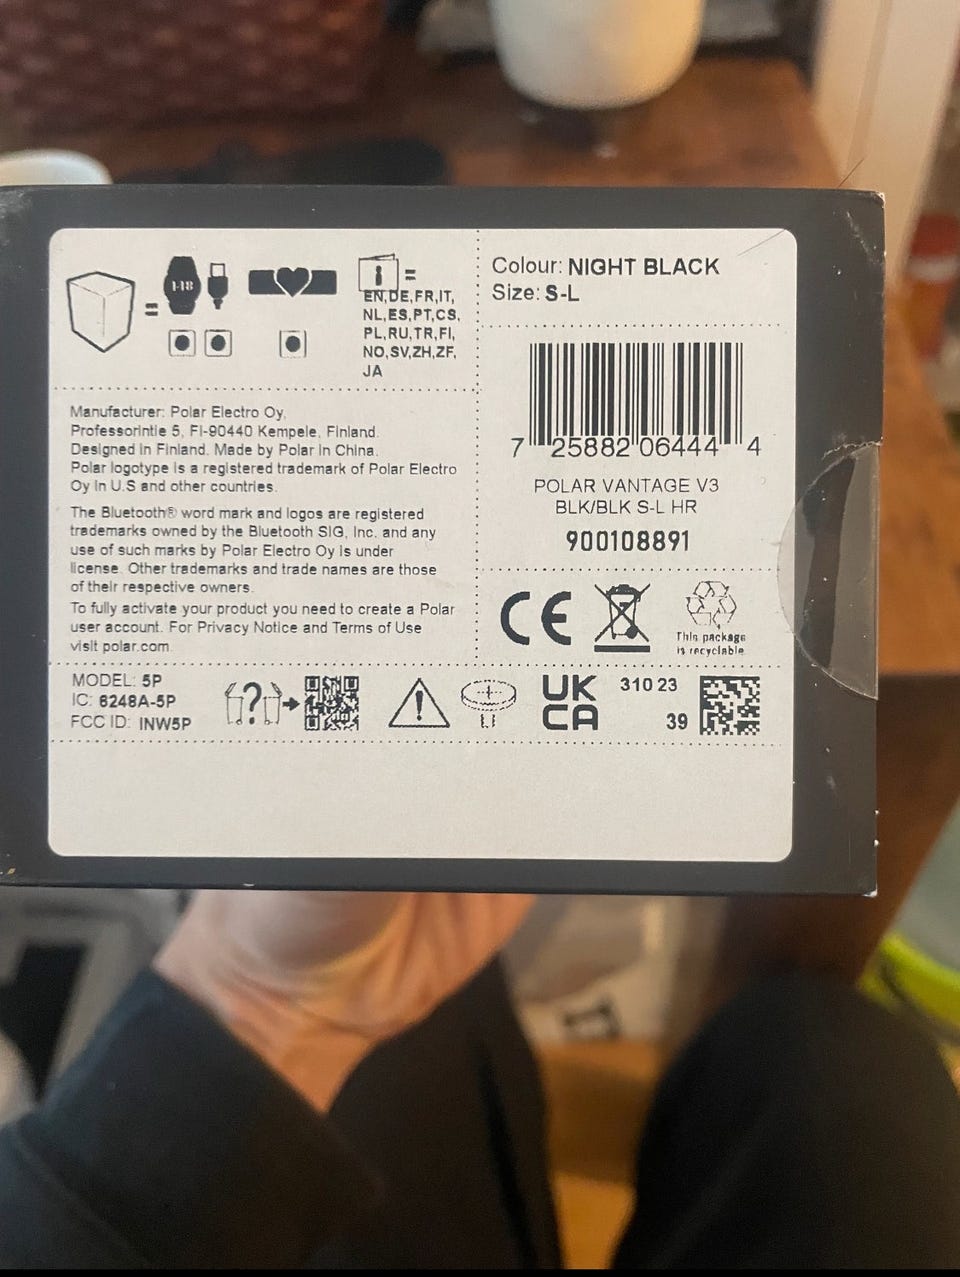 1:18
i =
=
EN,DE,FR,IT,
NL,ES,PT,CS,
PL,RU,TR,FI,
NO,SV,ZH,ZF,
JA
Colour: NIGHT BLACK
Size: S-L
7 25882 06444 4
POLAR VANTAGE V3
BLK/BLK S-L HR
900108891
Manufacturer: Polar Electro Oy,
Professorintie 5, FI-90440 Kempele, Finland.
Designed in Finland. Made by Polar in China.
Polar logotype is a registered trademark of Polar Electro
Oy in U.S and other countries.
The Bluetooth® word mark and logos are registered
trademarks owned by the Bluetooth SIG, Inc. and any
use of such marks by Polar Electro Oy is under
license. Other trademarks and trade names are those
of their respective owners.
To fully activate your product you need to create a Polar
user account. For Privacy Notice and Terms of Use
visit polar.com.
CE
This package
is recyclable
MODEL: 5P
IC: 6248A-5P
FCC ID: INW5P
?
!
UK
CA
310 23
39